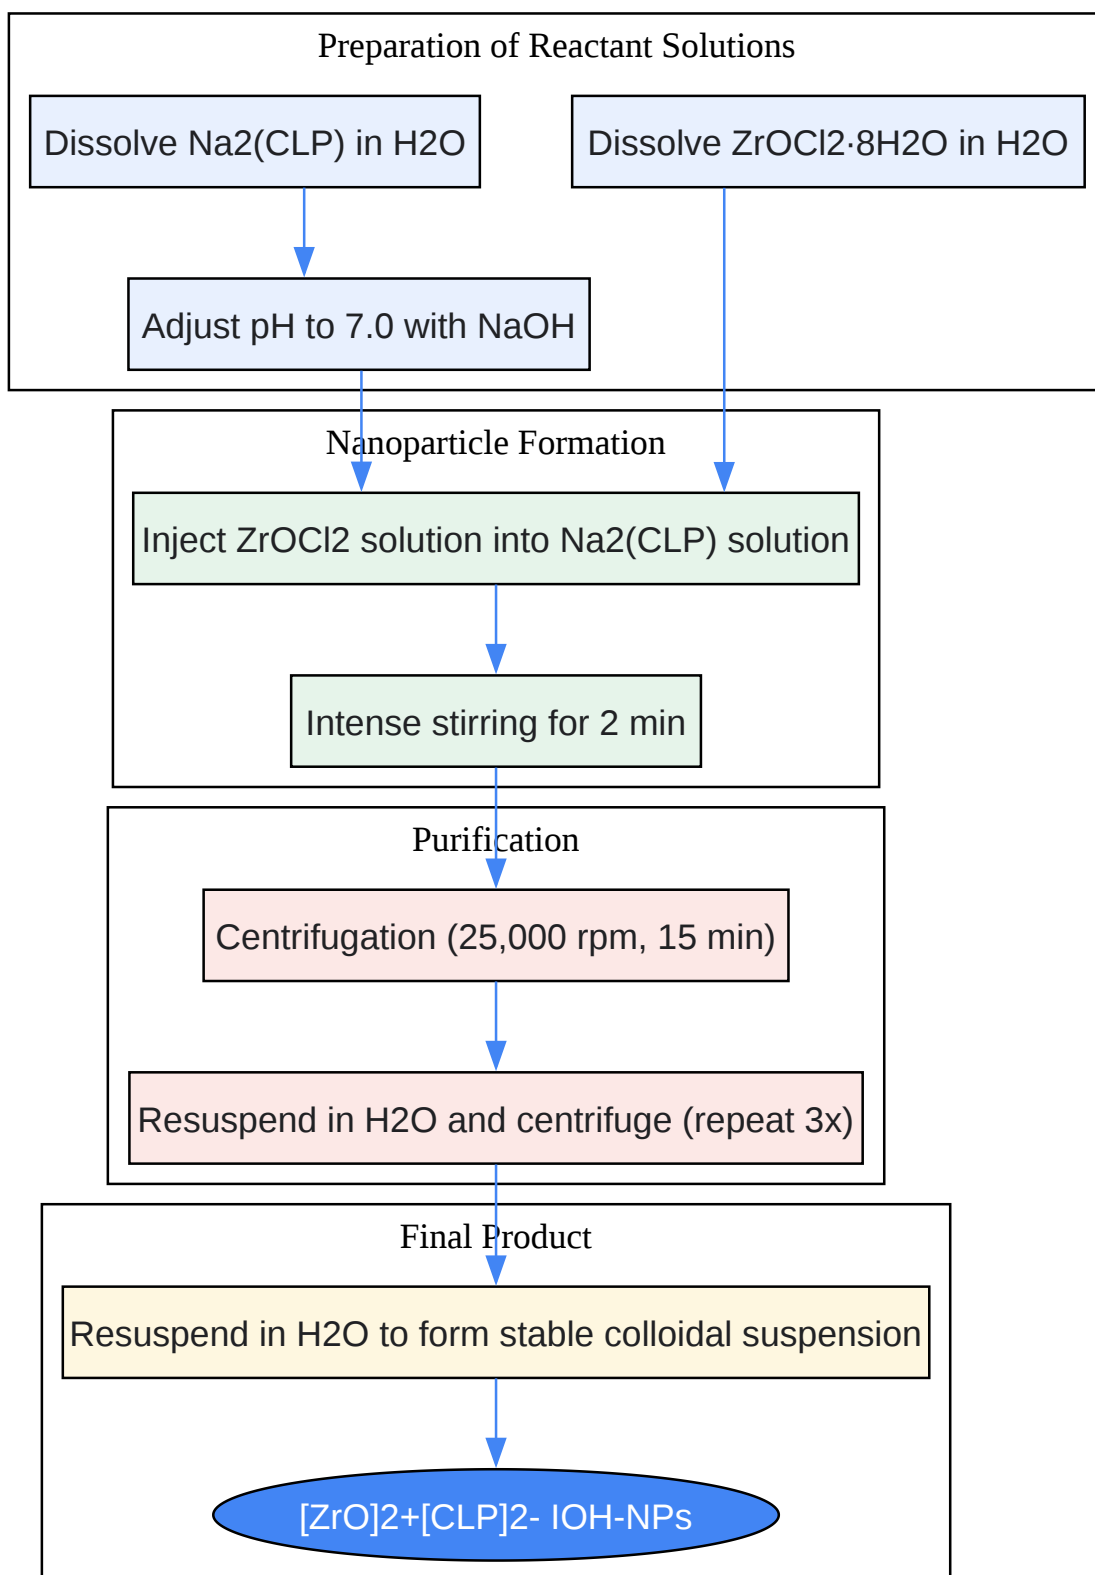 Preparation of Reactant Solutions
Dissolve Na2(CLP) in H2O
Dissolve ZrOCl2·8H2O in H2O
Adjust pH to 7.0 with NaOH
Nanoparticle Formation
Inject ZrOCl2 solution into Na2(CLP) solution
Intense stirring for 2 min
Purification
Centrifugation (25,000 rpm, 15 min)
Resuspend in H2O and centrifuge (repeat 3x)
Final Product
Resuspend in H2O to form stable colloidal suspension
[ZrO]2+[CLP]2- IOH-NPs